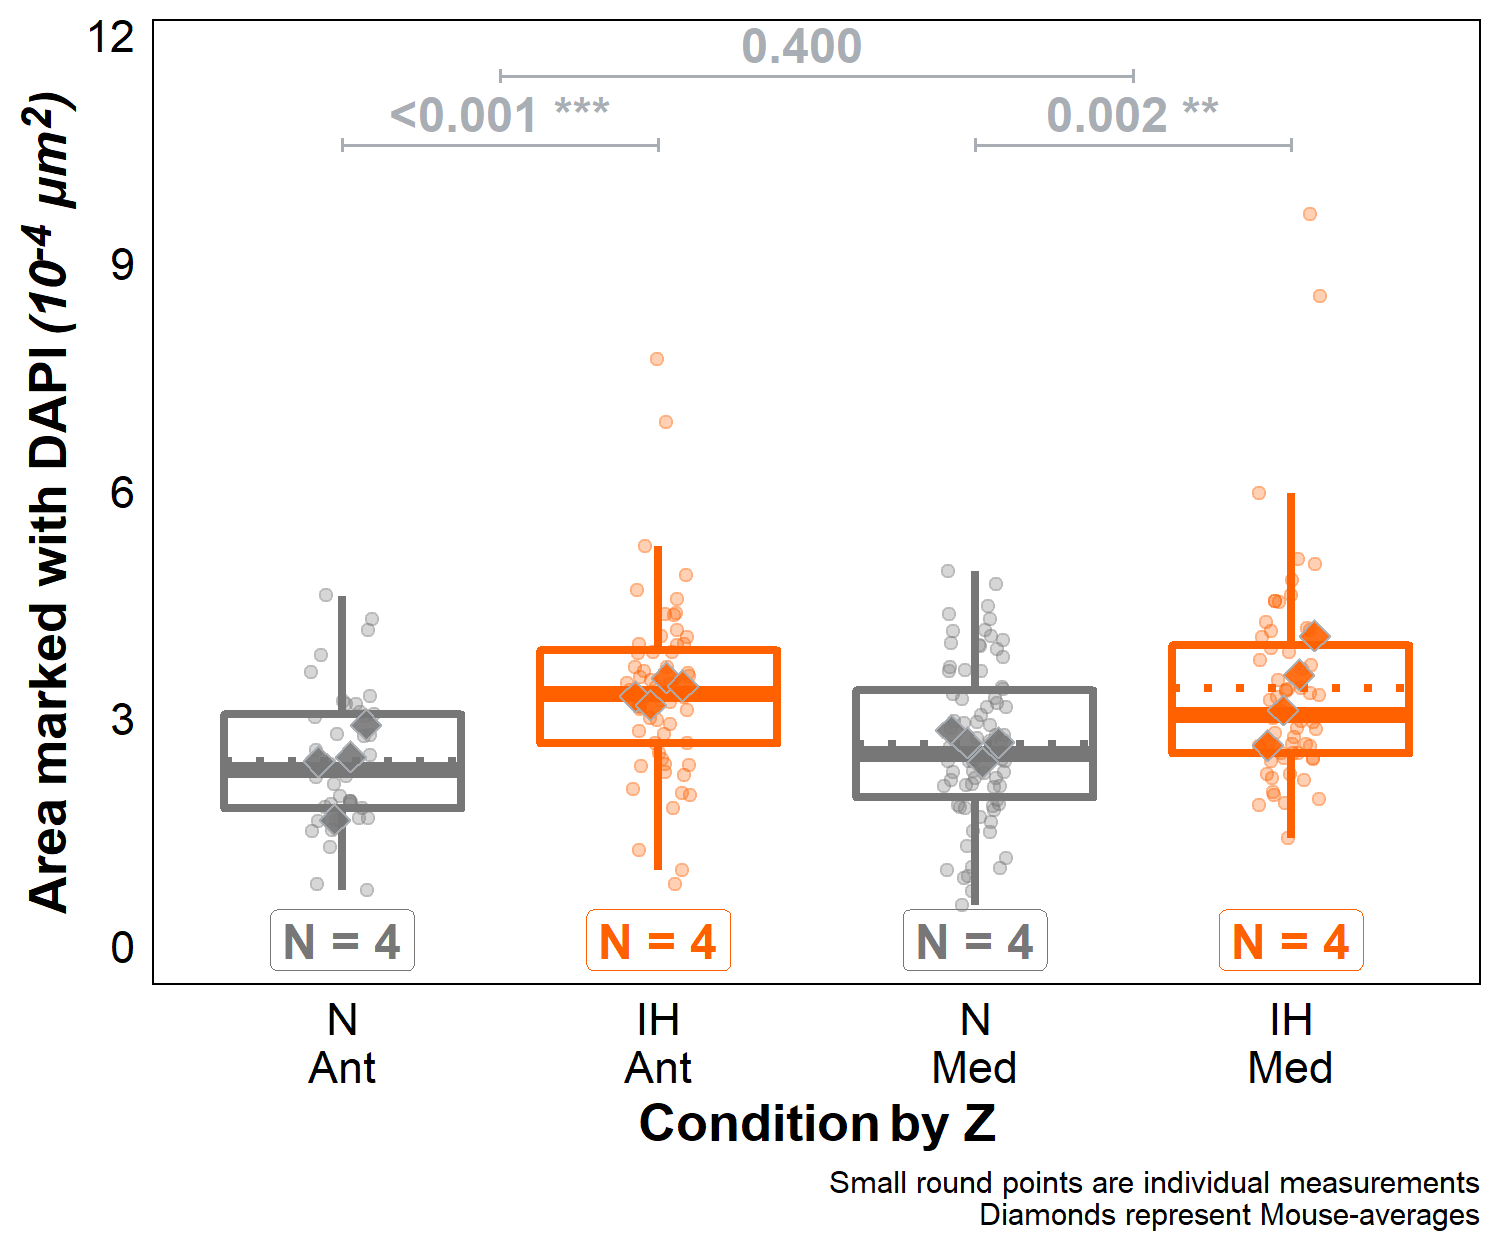 12
9
6
3
0
Area marked with DAPI (10⁻⁴ µm²)
0.400
<0.001 ***
0.002 **
N = 4
N = 4
N = 4
N = 4
N
Ant
IH
Ant
N
Med
IH
Med
Condition by Z
Small round points are individual measurements
Diamonds represent Mouse-averages